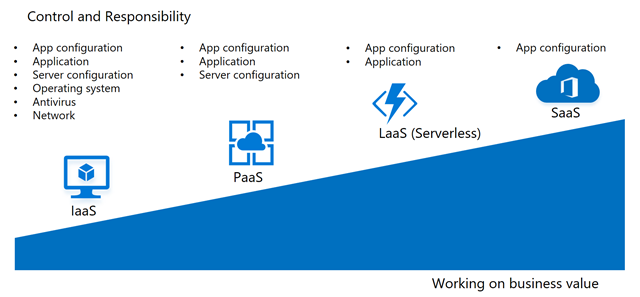 Control and Responsibility
• App configuration
• Application
• Server configuration
• Operating system
• Antivirus
• Network
IaaS
• App configuration
• Application
• Server configuration
PaaS
• App configuration
• Application
LaaS (Serverless)
• App configuration
SaaS
Working on business value